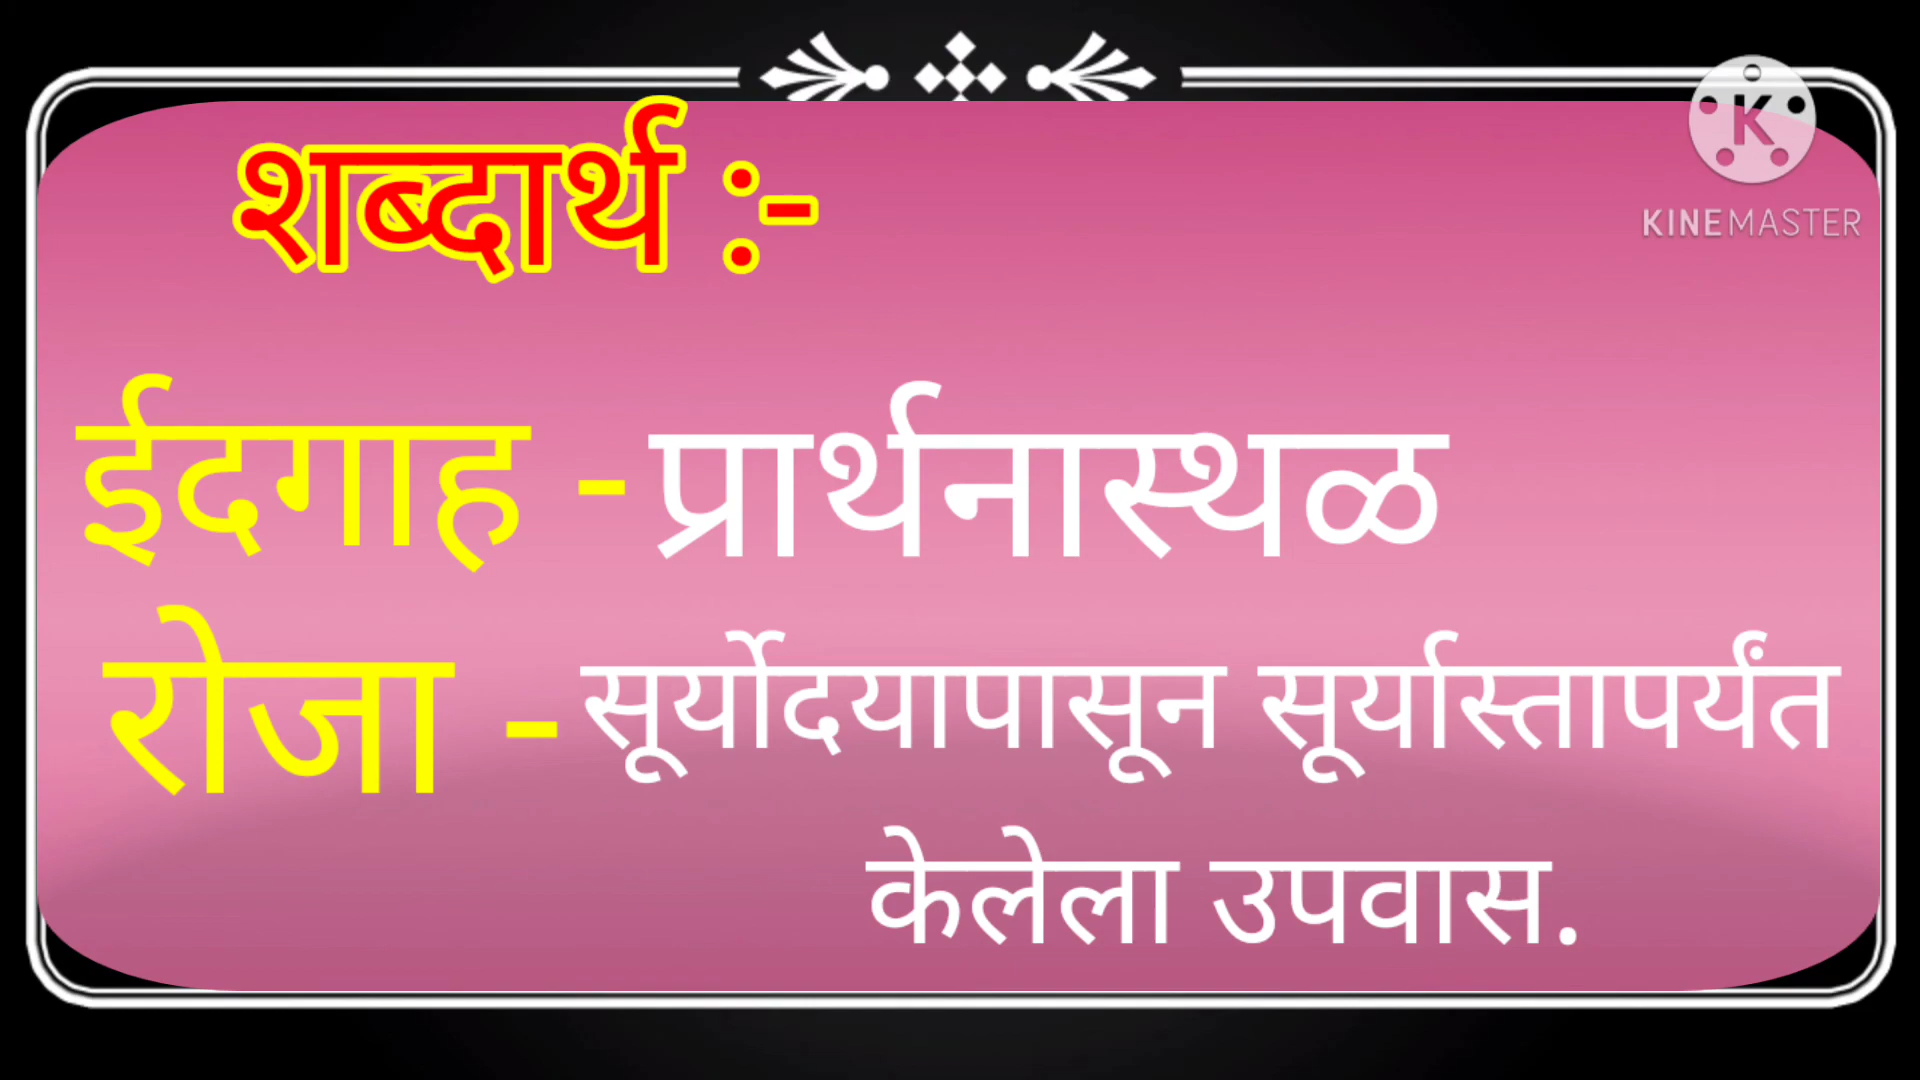 शब्दार्थ :-
KINEMASTER
ईदगाह - प्रार्थनास्थळ
रोजा - सूर्योदयापासून सूर्यास्तापर्यंत
केलेला उपवास.